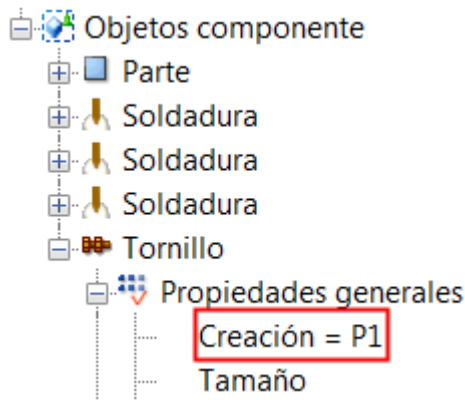 Objetos componente
Parte
Soldadura
Soldadura
Soldadura
Tornillo
Propiedades generales
Creación = P1
Tamaño